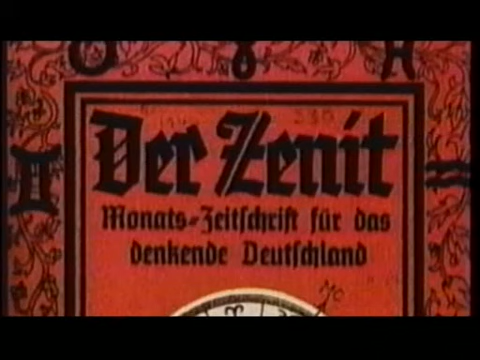 Der Zenit
Monats-Zeitschrift für das
denkende Deutschland